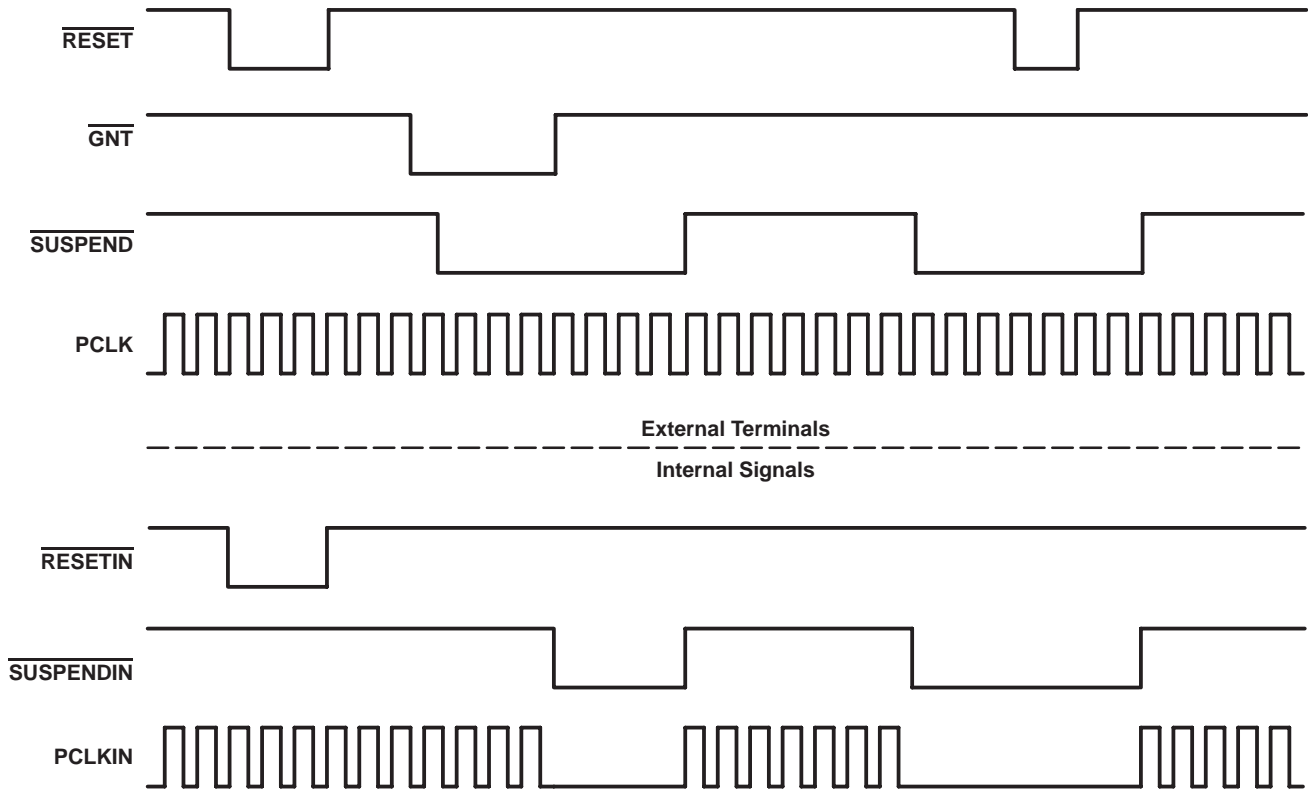 RESET
GNT
SUSPEND
PCLK
External Terminals
Internal Signals
RESETIN
SUSPENDIN
PCLKIN